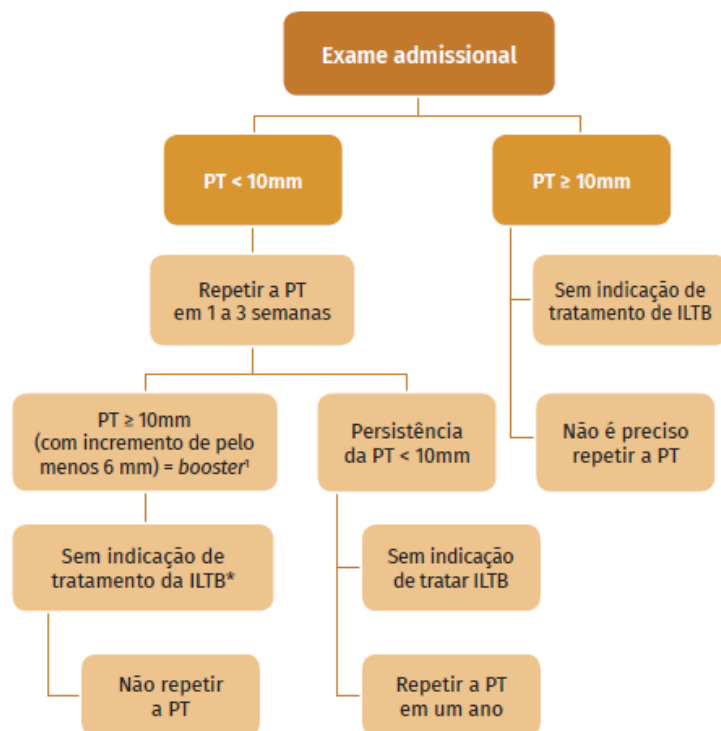 Exame admissional
PT < 10mm
PT ≥ 10mm
Repetir a PT
em 1 a 3 semanas
Sem indicação de
tratamento de ILTB
PT ≥ 10mm
(com incremento de pelo
menos 6 mm) = booster¹
Persistência
da PT < 10mm
Não é preciso
repetir a PT
Sem indicação de
tratamento da ILTB*
Sem indicação
de tratar ILTB
Não repetir
a PT
Repetir a PT
em um ano